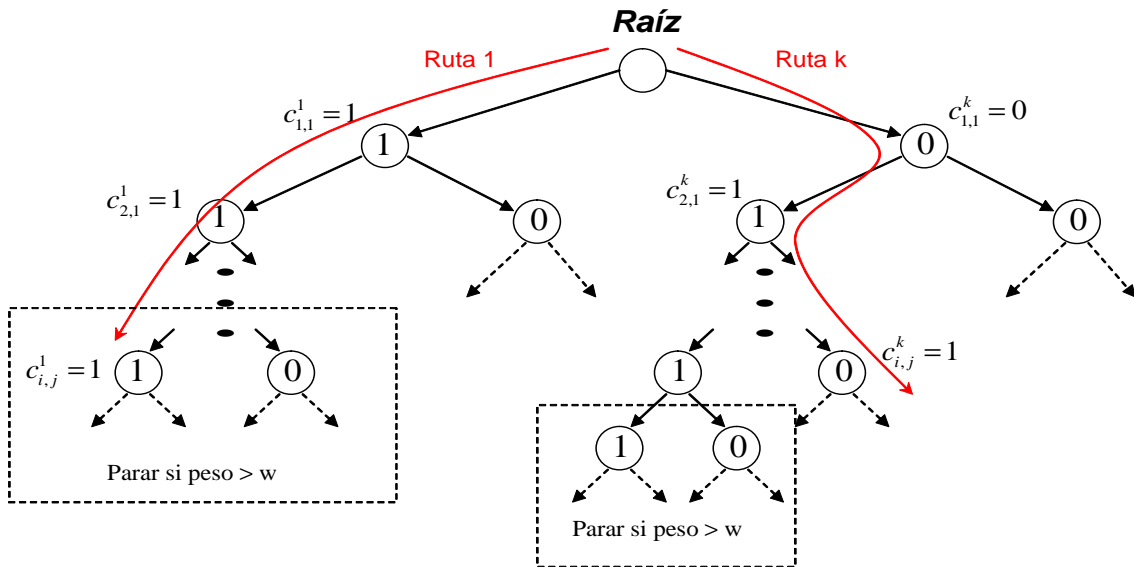 Raíz
Ruta 1
Ruta k
c^1_{1,1} = 1
c^k_{1,1} = 0
1
0
c^1_{2,1} = 1
c^k_{2,1} = 1
1
0
1
0
c^1_{i,j} = 1
c^k_{i,j} = 1
1
0
1
0
1
0
Parar si peso > w
Parar si peso > w